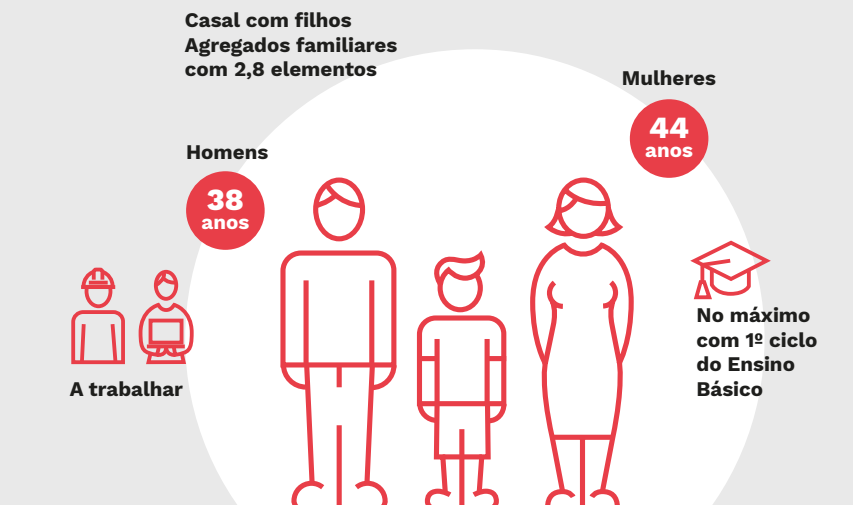 Casal com filhos
Agregados familiares
com 2,8 elementos
Mulheres
44
anos
Homens
38
anos
A trabalhar
No máximo
com 1º ciclo
do Ensino
Básico